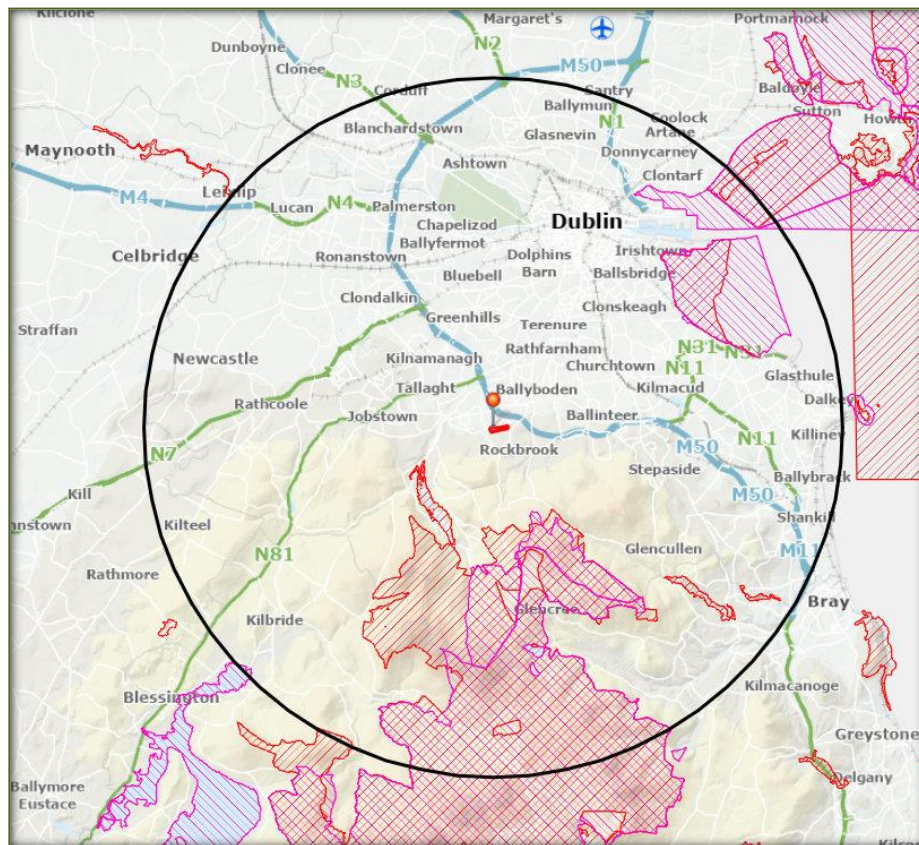 Kilclone
Margaret's
Portmarnock
Dunboyne
N2
Clonee
N3
M50
Corduff
Santry
Baldoyle
Ballymun
N1
Coolock
Sutton
Howth
Blanchardstown
Glasnevin
Artane
Maynooth
Ashtown
Donnycarney
Clontarf
M4
Leixlip
Lucan
N4
Palmerston
Chapelizod
Dublin
Ballyfermot
Celbridge
Ronanstown
Dolphins
Barn
Irishtown
Bluebell
Ballsbridge
Clondalkin
Clonskeagh
Straffan
Greenhills
Terenure
Newcastle
Kilnamanagh
Rathfarnham
N31
N31
Churchtown
N11
Glasthule
Tallaght
Ballyboden
Kilmacud
Dalkey
Rathcoole
Jobstown
Ballinteer
N11
Killiney
N7
Rockbrook
M50
Stepaside
Ballybrack
Kill
M50
Shankill
Kilteel
N81
Glencullen
M11
Rathmore
Glencree
Bray
Kilbride
Blessington
Kilmacanoge
Greystone
Delgany
Ballymore
Eustace